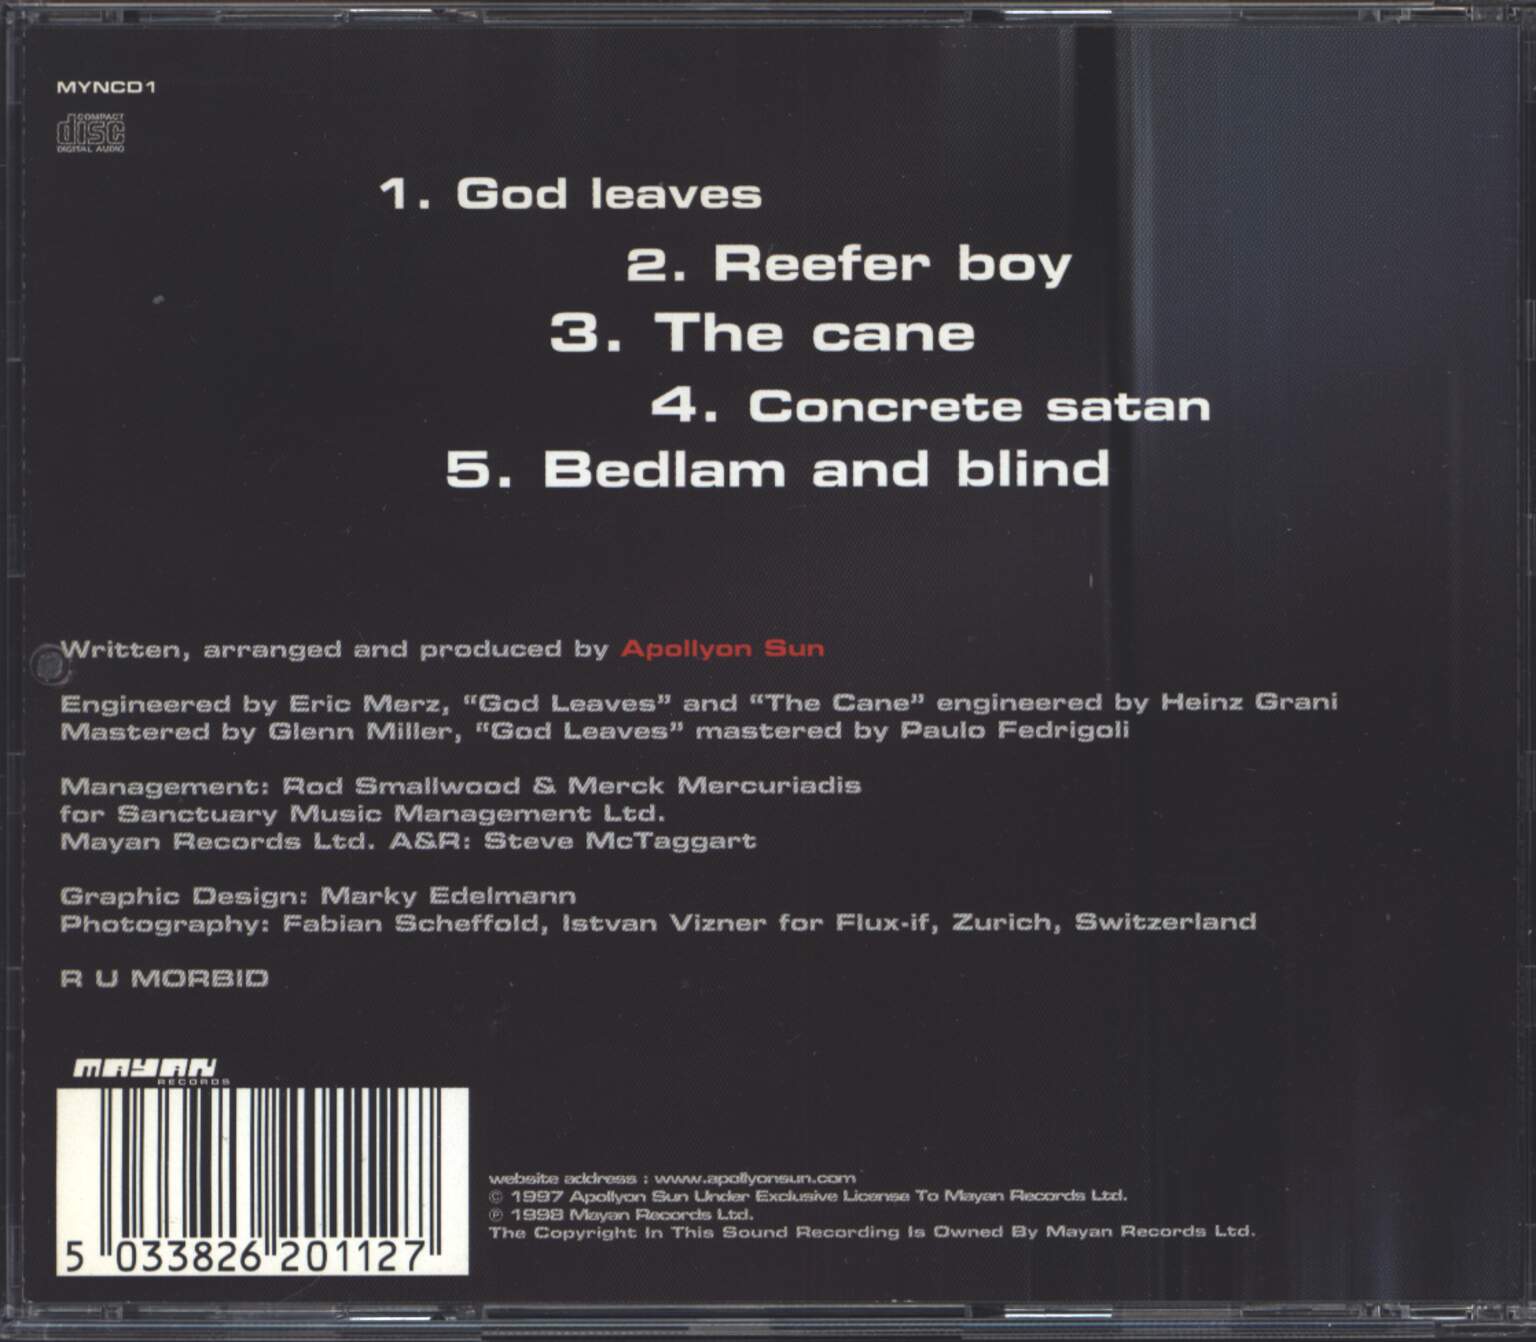 MYNCD1
COMPACT
disc
DIGITAL AUDIO
1. God leaves
2. Reefer boy
3. The cane
4. Concrete satan
5. Bedlam and blind
Written, arranged and produced by Apollyon Sun
Engineered by Eric Merz, “God Leaves” and “The Cane” engineered by Heinz Grani
Mastered by Glenn Miller, “God Leaves” mastered by Paulo Fedrigoli
Management: Rod Smallwood & Merck Mercuriadis
for Sanctuary Music Management Ltd.
Mayan Records Ltd. A&R: Steve McTaggart
Graphic Design: Marky Edelmann
Photography: Fabian Scheffold, Istvan Vizner for Flux-if, Zurich, Switzerland
R U MORBID
MAYAN
RECORDS
5 033826 201127
website address : www.apollyonsun.com
© 1997 Apollyon Sun Under Exclusive License To Mayan Records Ltd.
℗ 1998 Mayan Records Ltd.
The Copyright In This Sound Recording Is Owned By Mayan Records Ltd.